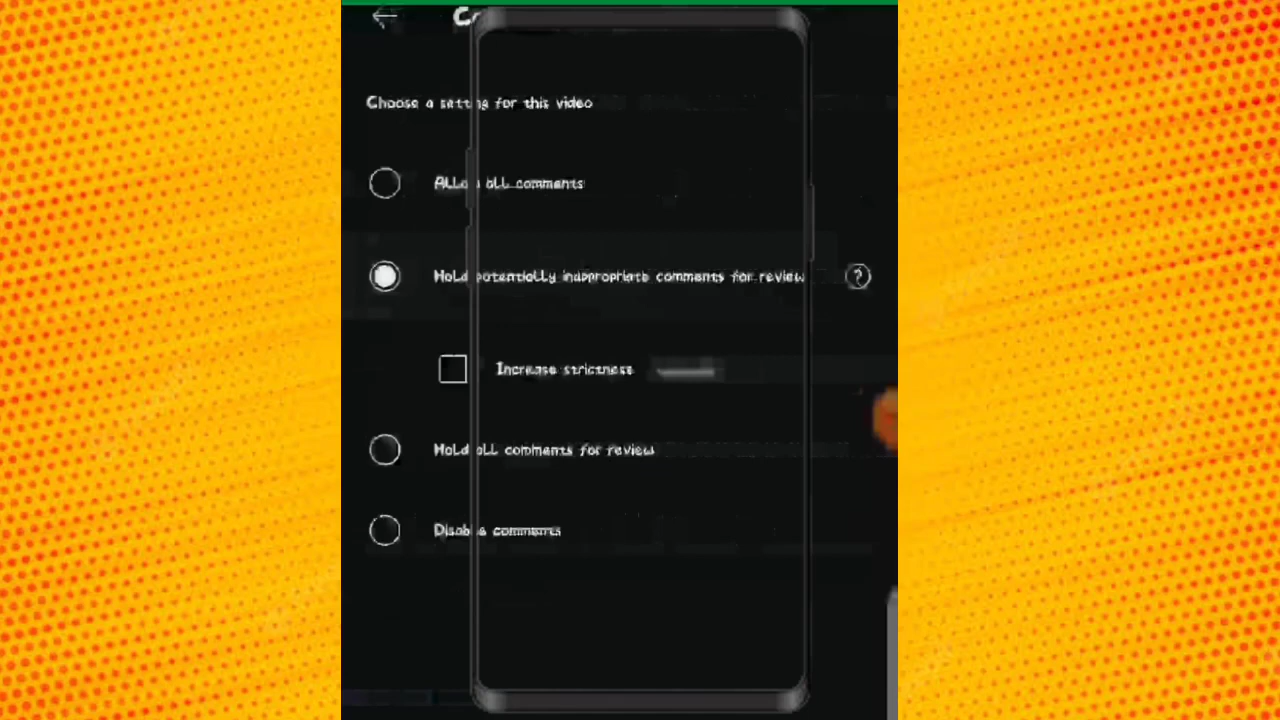 Choose a setting for this video
Allow all comments
Hold potentially inappropriate comments for review
?
Increase strictness
Hold all comments for review
Disable comments